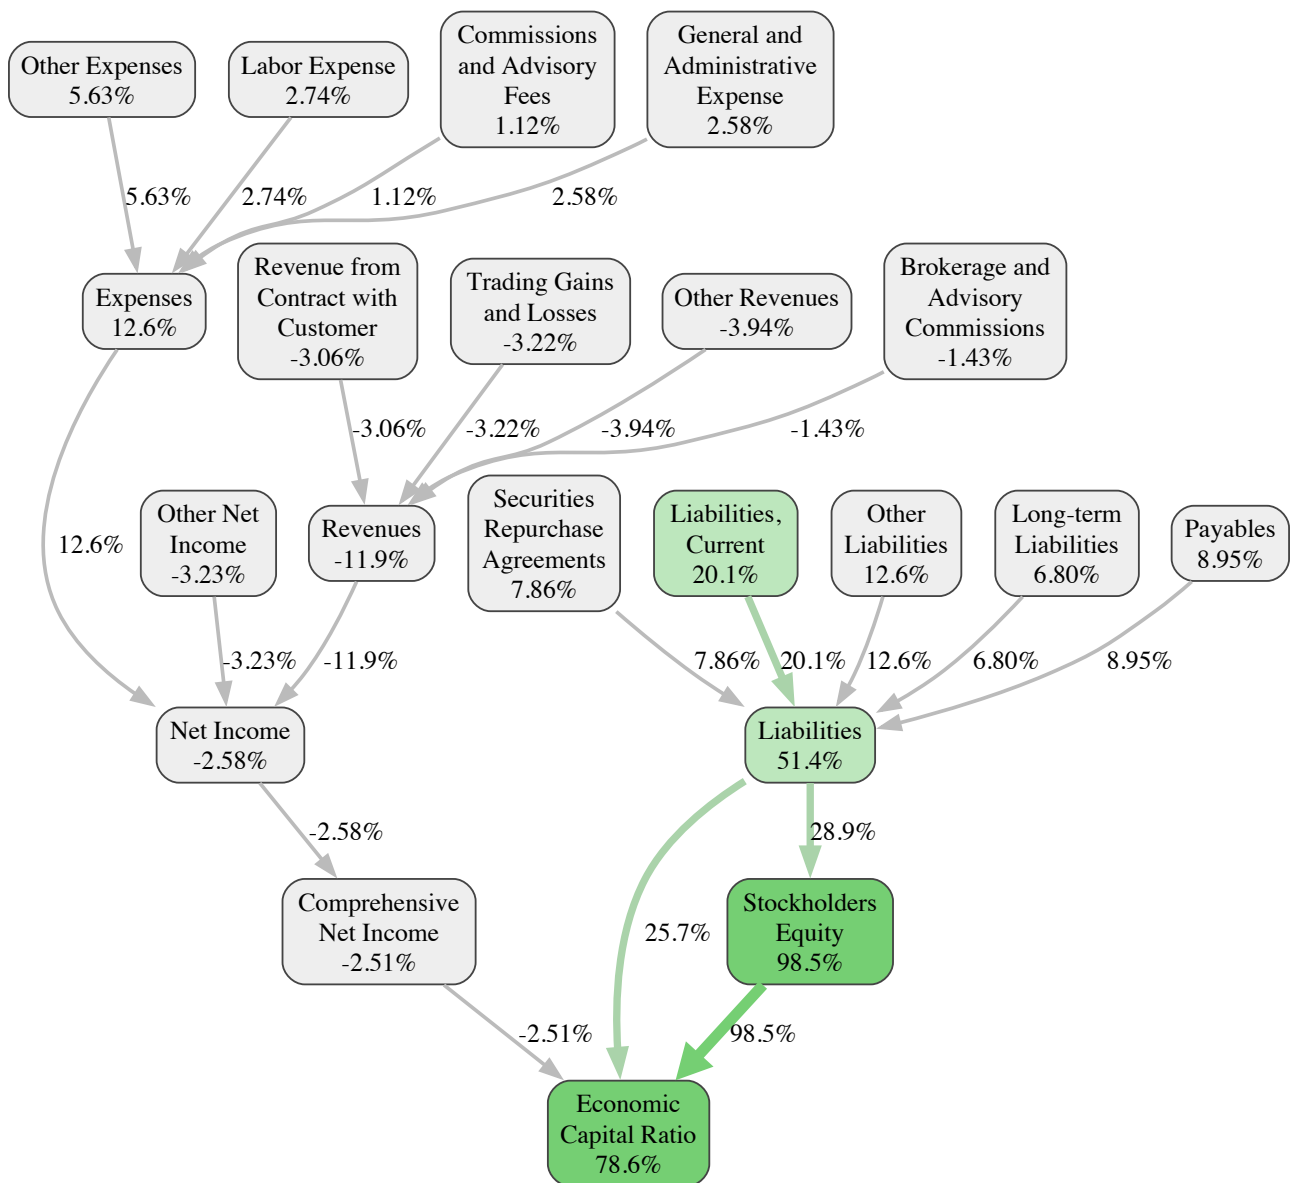 Other Expenses
5.63%
Labor Expense
2.74%
Commissions
and Advisory
Fees
1.12%
General and
Administrative
Expense
2.58%
5.63%
2.74%
1.12%
2.58%
Expenses
12.6%
Revenue from
Contract with
Customer
-3.06%
Trading Gains
and Losses
-3.22%
Other Revenues
-3.94%
Brokerage and
Advisory
Commissions
-1.43%
-3.06%
-3.22%
-3.94%
-1.43%
12.6%
Other Net
Income
-3.23%
Revenues
-11.9%
Securities
Repurchase
Agreements
7.86%
Liabilities,
Current
20.1%
Other
Liabilities
12.6%
Long-term
Liabilities
6.80%
Payables
8.95%
-3.23%
-11.9%
7.86%
20.1%
12.6%
6.80%
8.95%
Net Income
-2.58%
Liabilities
51.4%
-2.58%
28.9%
Comprehensive
Net Income
-2.51%
25.7%
Stockholders
Equity
98.5%
-2.51%
98.5%
Economic
Capital Ratio
78.6%